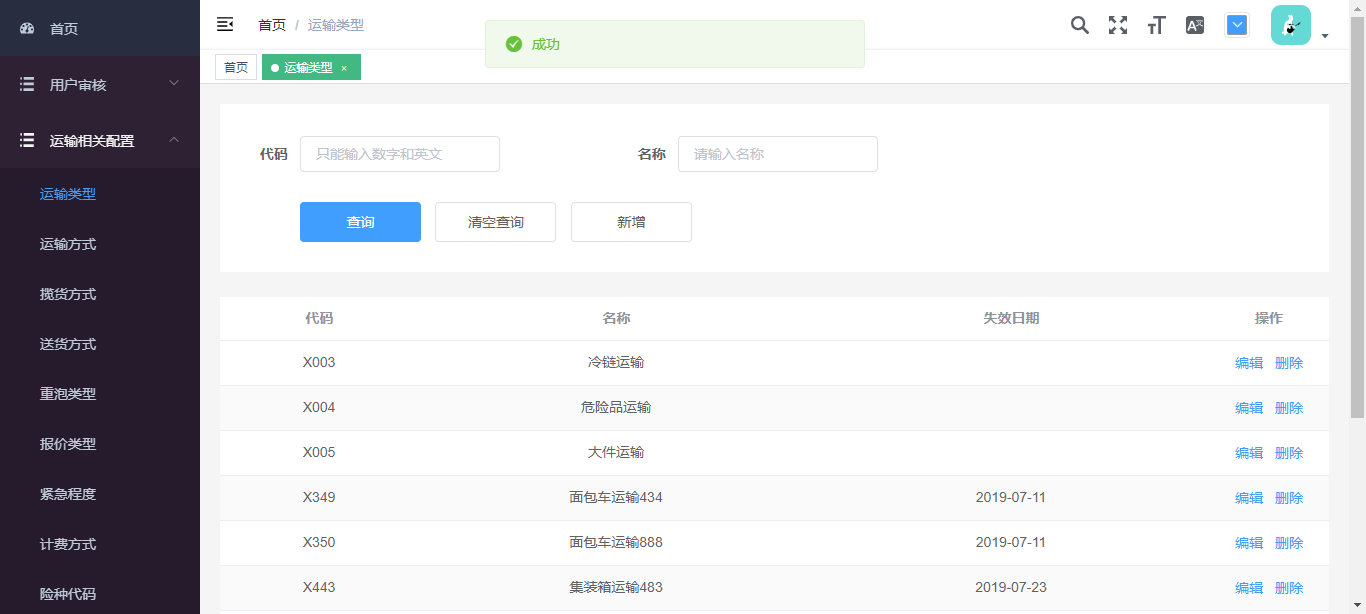 首页
用户审核
运输相关配置
运输类型
运输方式
揽货方式
送货方式
重泡类型
报价类型
紧急程度
计费方式
险种代码
首页 / 运输类型
成功
首页 运输类型 ×
代码 只能输入数字和英文 名称 请输入名称
查询 清空查询 新增
代码 名称 失效日期 操作
X003 冷链运输 编辑 删除
X004 危险品运输 编辑 删除
X005 大件运输 编辑 删除
X349 面包车运输434 2019-07-11 编辑 删除
X350 面包车运输888 2019-07-11 编辑 删除
X443 集装箱运输483 2019-07-23 编辑 删除